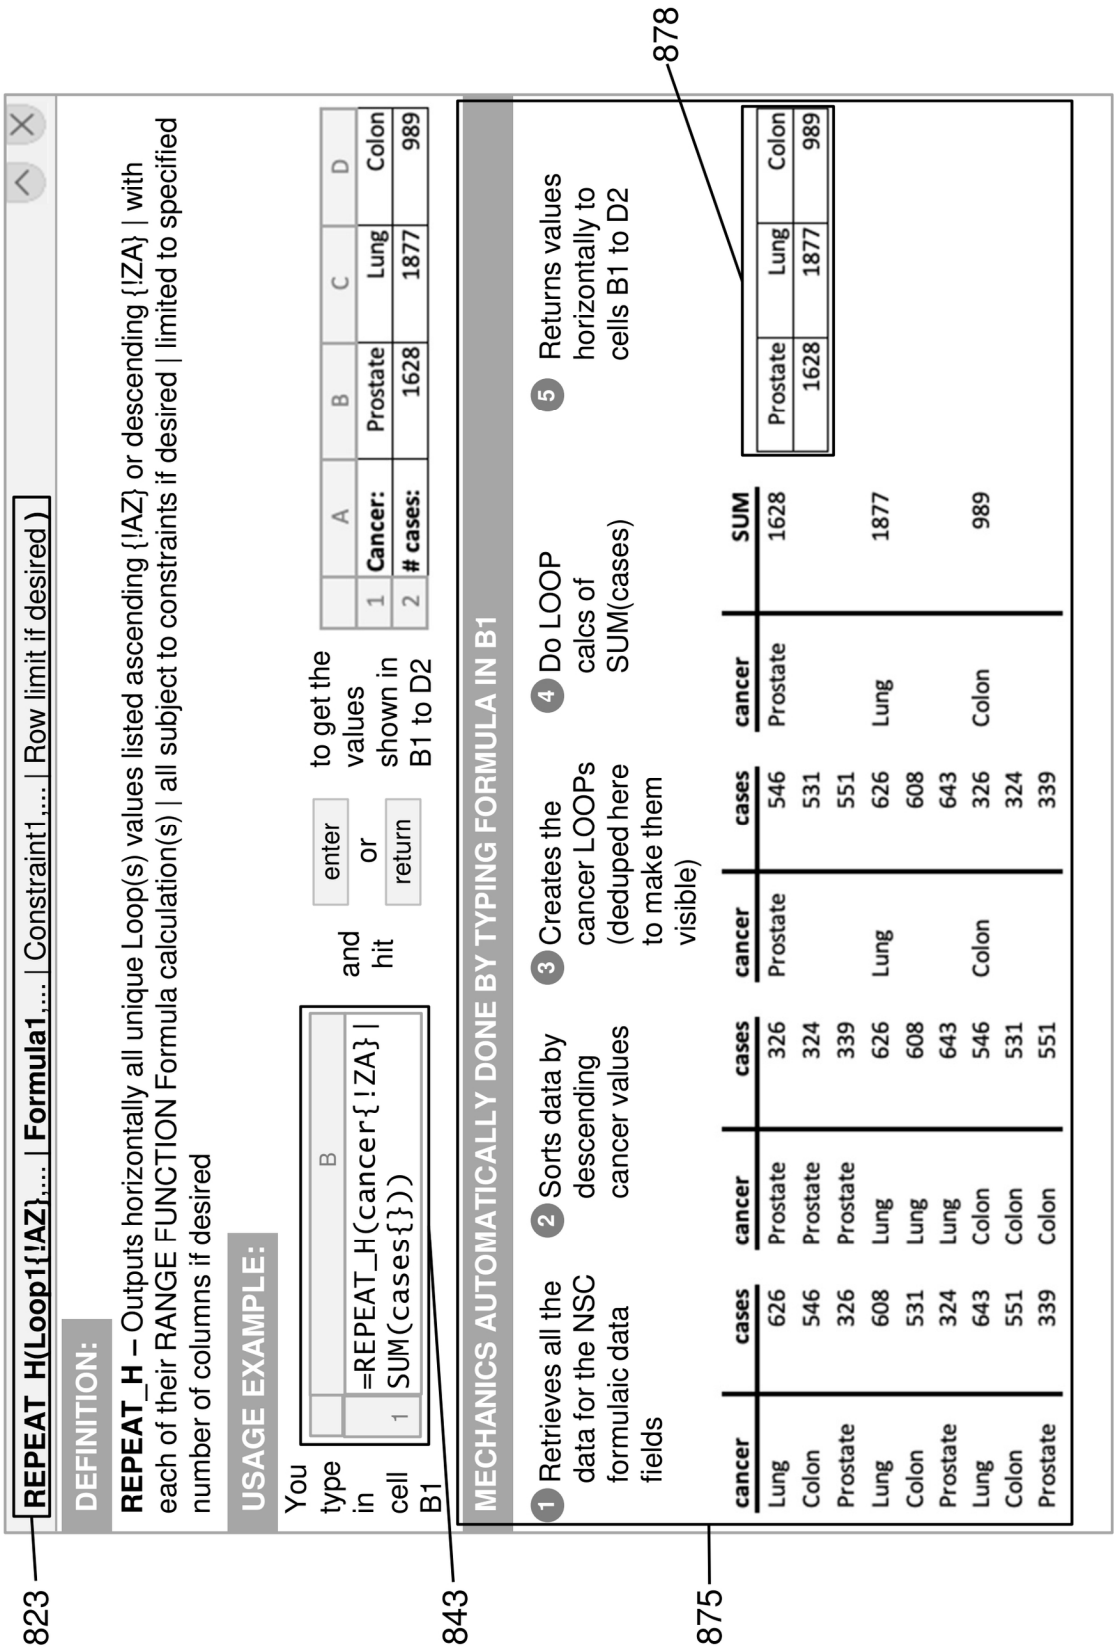 823
REPEAT_H(Loop1{!AZ},... | Formula1,... | Constraint1,... | Row limit if desired )
DEFINITION:
REPEAT_H – Outputs horizontally all unique Loop(s) values listed ascending {!AZ} or descending {!ZA} | with
each of their RANGE FUNCTION Formula calculation(s) | all subject to constraints if desired | limited to specified
number of columns if desired
USAGE EXAMPLE:
You
type
in
cell
B1
B
1 =REPEAT_H(cancer{!ZA}|
SUM(cases{}))
843
and
hit
enter
or
return
to get the
values
shown in
B1 to D2
A B C D
1 Cancer: Prostate Lung Colon
2 # cases: 1628 1877 989
MECHANICS AUTOMATICALLY DONE BY TYPING FORMULA IN B1
875
1 Retrieves all the
data for the NSC
formulaic data
fields
cancer cases
Lung 626
Colon 546
Prostate 326
Lung 608
Colon 531
Prostate 324
Lung 643
Colon 551
Prostate 339
2 Sorts data by
descending
cancer values
cancer cases
Prostate 326
Prostate 324
Prostate 339
Lung 626
Lung 608
Lung 643
Colon 546
Colon 531
Colon 551
3 Creates the
cancer LOOPs
(deduped here
to make them
visible)
cancer cases
Prostate 546
531
551
Lung 626
608
643
Colon 326
324
339
4 Do LOOP
calcs of
SUM(cases)
cancer SUM
Prostate 1628
Lung 1877
Colon 989
5 Returns values
horizontally to
cells B1 to D2
Prostate Lung Colon
1628 1877 989
878